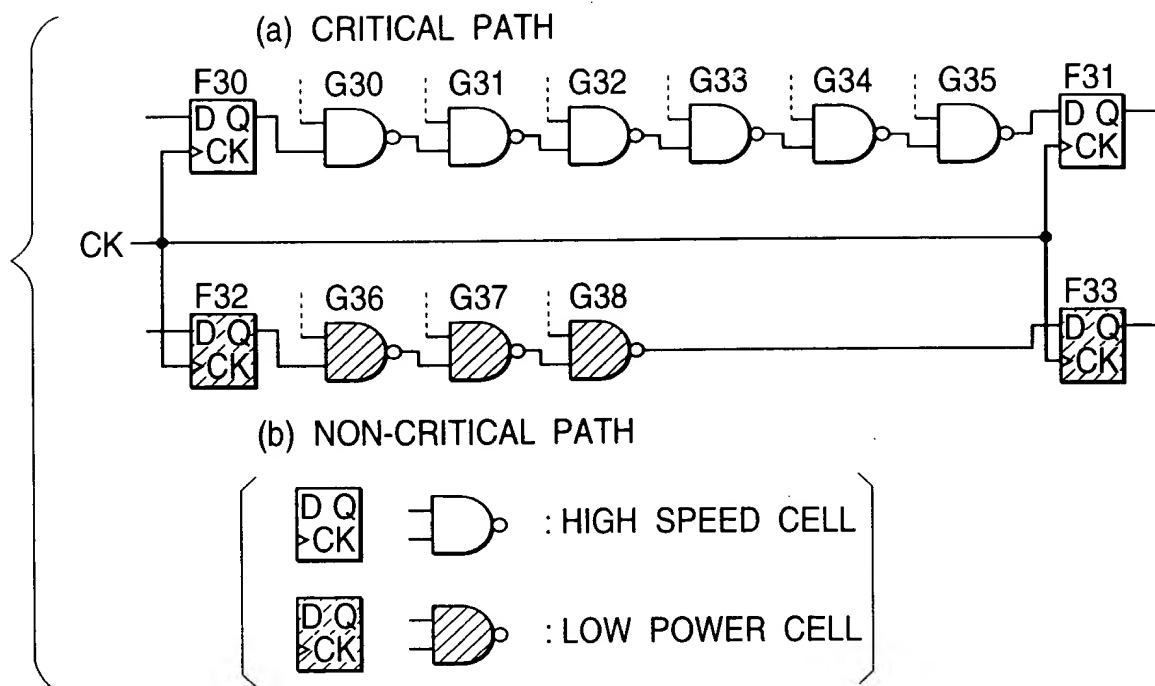 (a) CRITICAL PATH
F30 G30 G31 G32 G33 G34 G35 F31
D Q
CK
D Q
CK
CK
F32 G36 G37 G38 F33
D Q
CK
D Q
CK
(b) NON-CRITICAL PATH
D Q
CK
: HIGH SPEED CELL
D Q
CK
: LOW POWER CELL